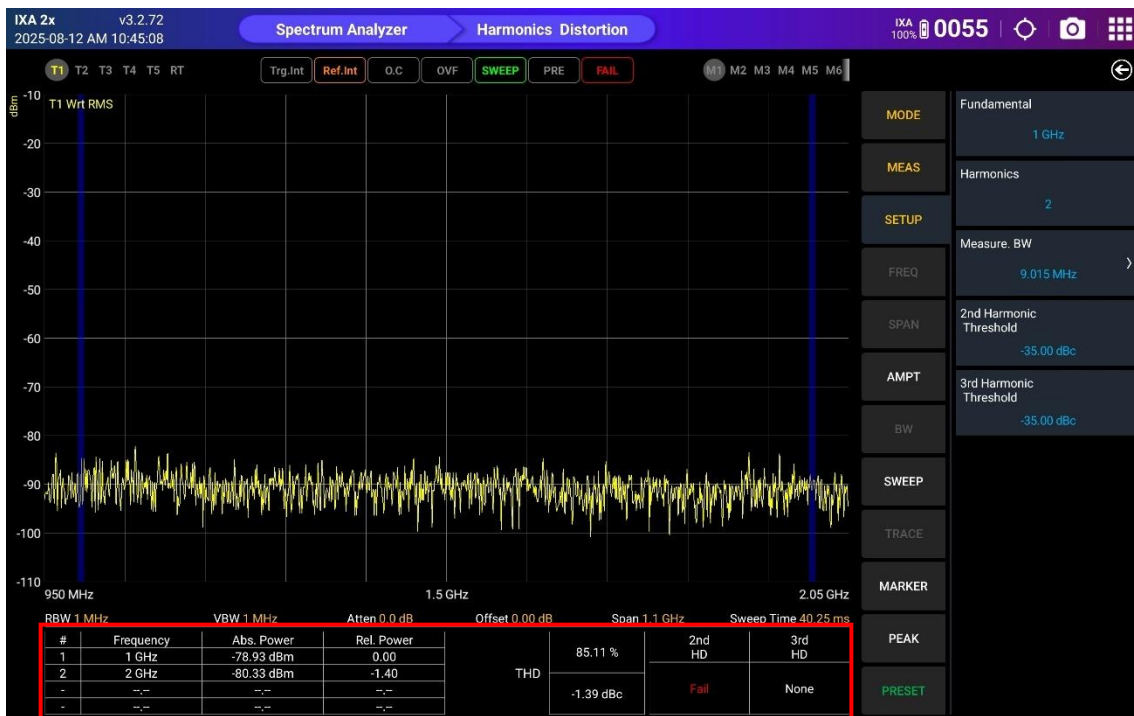 IXA 2x v3.2.72
2025-08-12 AM 10:45:08
Spectrum Analyzer
Harmonics Distortion
IXA
100%
0055
T1 T2 T3 T4 T5 RT
Trg.Int Ref.Int O.C OVF SWEEP PRE FAIL
M1 M2 M3 M4 M5 M6
dBm
T1 Wrt RMS
-10
-20
-30
-40
-50
-60
-70
-80
-90
-100
-110
950 MHz 1.5 GHz 2.05 GHz
RBW 1 MHz VBW 1 MHz Atten 0.0 dB Offset 0.00 dB Span 1.1 GHz Sweep Time 40.25 ms
# Frequency Abs. Power Rel. Power
1 1 GHz -78.93 dBm 0.00
2 2 GHz -80.33 dBm -1.40
- --.-- --.-- --.--
- --.-- --.-- --.--
THD
85.11 %
-1.39 dBc
2nd HD
3rd HD
Fail
None
MODE
MEAS
SETUP
FREQ
SPAN
AMPT
BW
SWEEP
TRACE
MARKER
PEAK
PRESET
Fundamental
1 GHz
Harmonics
2
Measure. BW
9.015 MHz
2nd Harmonic
Threshold
-35.00 dBc
3rd Harmonic
Threshold
-35.00 dBc